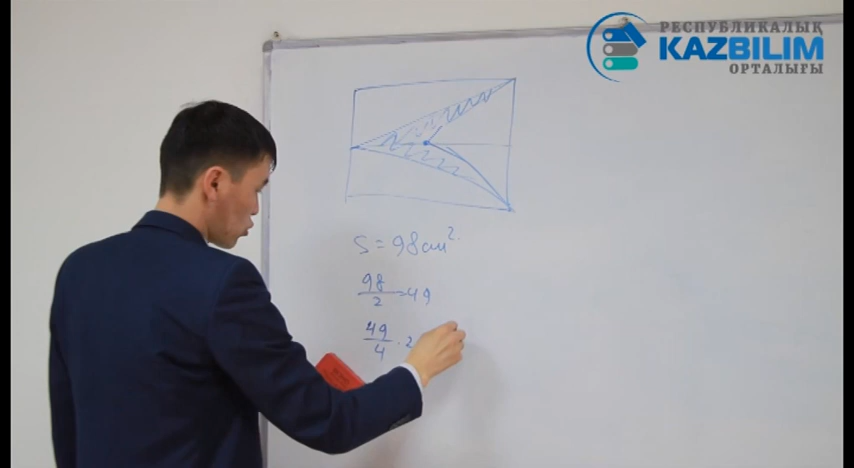 РЕСПУБЛИКАЛЫҚ
KAZBILIM
ОРТАЛЫҒЫ
S = 98 см².
98/2 = 49
49/4 · 2